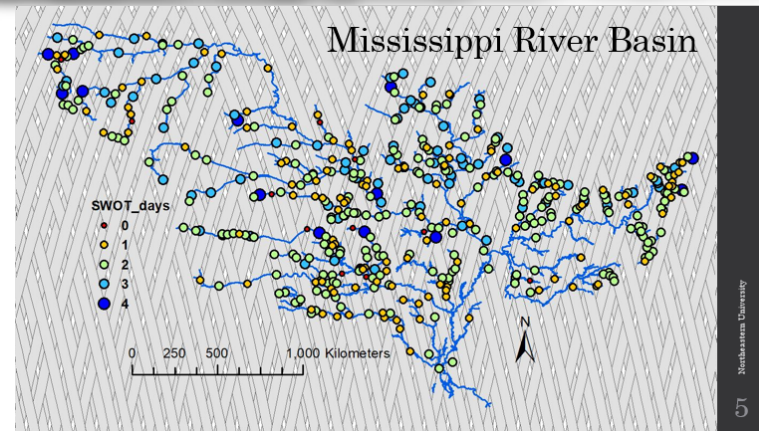 Mississippi River Basin
SWOT_days
0
1
2
3
4
0 250 500 1,000 Kilometers
N
Northeastern University
5